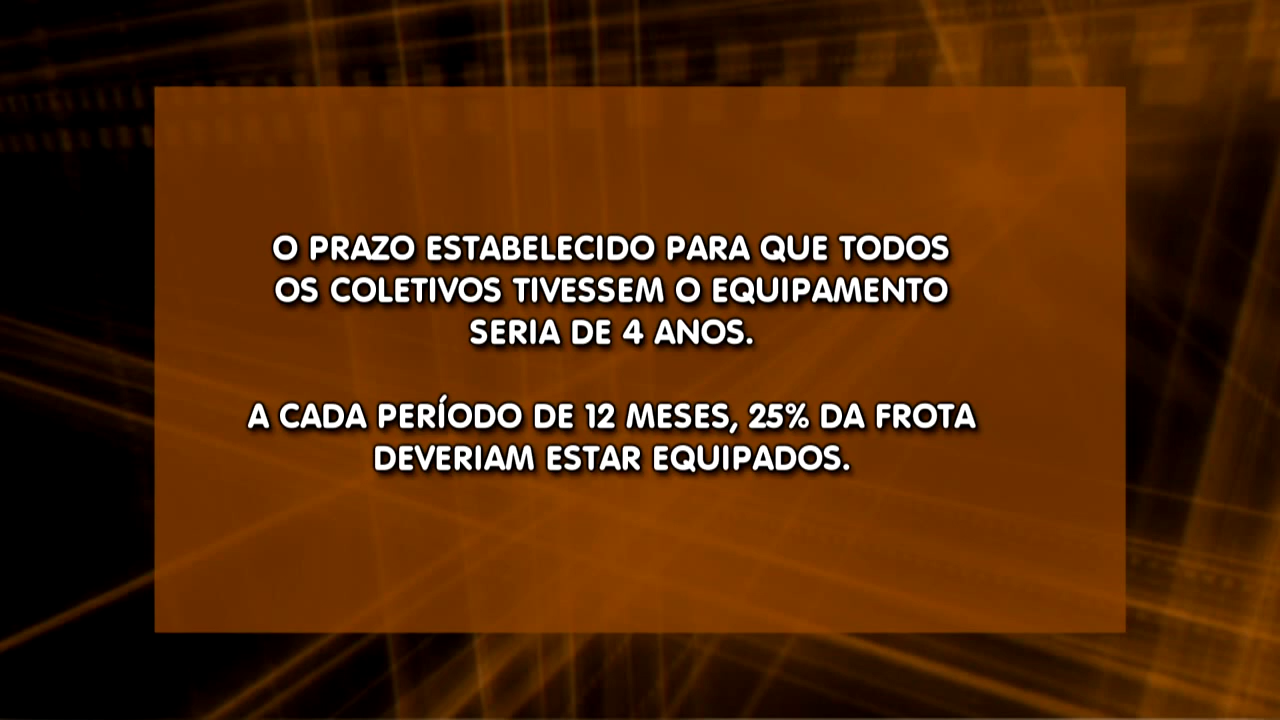 O PRAZO ESTABELECIDO PARA QUE TODOS
OS COLETIVOS TIVESSEM O EQUIPAMENTO
SERIA DE 4 ANOS.
A CADA PERÍODO DE 12 MESES, 25% DA FROTA
DEVERIAM ESTAR EQUIPADOS.